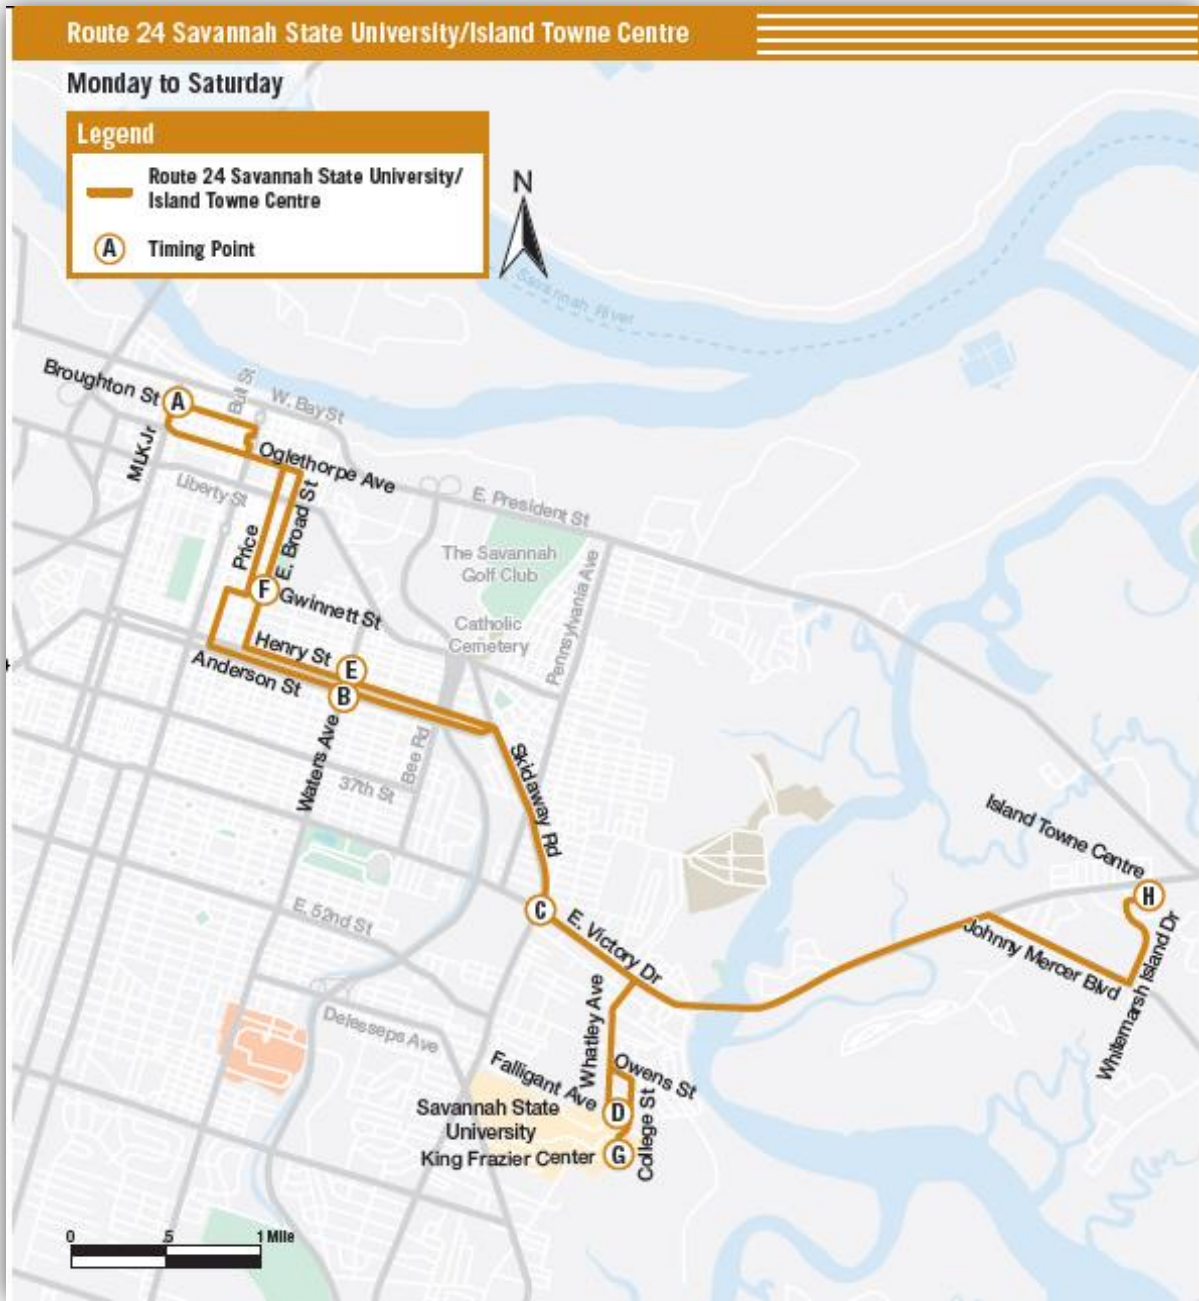 Route 24 Savannah State University/Island Towne Centre
Monday to Saturday
Legend
Route 24 Savannah State University/
Island Towne Centre
A
Timing Point
N
Savannah River
Broughton St
A
Bull St
W. Bay St
MLK Jr
Oglethorpe Ave
Liberty St
E. President St
Price
E. Broad St
The Savannah
Golf Club
Pennsylvania Ave
F
Gwinnett St
Catholic
Cemetery
Henry St
E
Anderson St
B
Waters Ave
Bee Rd
37th St
Skidaway Rd
Island Towne Centre
H
C
E. Victory Dr
E. 52nd St
Johnny Mercer Blvd
Whitemarsh Island Dr
Delesseps Ave
Whatley Ave
Falligant Ave
Owens St
D
College St
Savannah State
University
King Frazier Center
G
0 .5 1 Mile